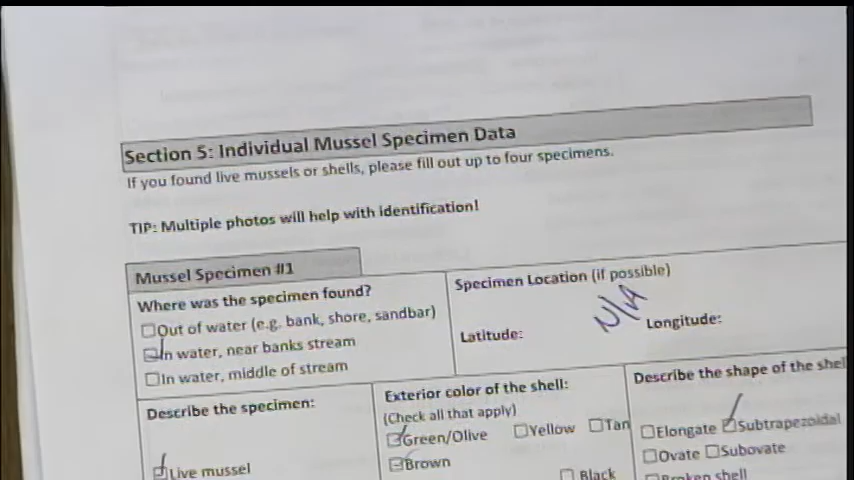 Section 5: Individual Mussel Specimen Data
If you found live mussels or shells, please fill out up to four specimens.
TIP: Multiple photos will help with identification!
Mussel Specimen #1
Where was the specimen found?
Out of water (e.g. bank, shore, sandbar)
In water, near banks stream
In water, middle of stream
Specimen Location (if possible)
N/A
Latitude: Longitude:
Describe the specimen:
Live mussel
Exterior color of the shell:
(Check all that apply)
Green/Olive Yellow Tan
Brown
Black
Describe the shape of the shel
Elongate Subtrapezoidal
Ovate Subovate
Broken shell